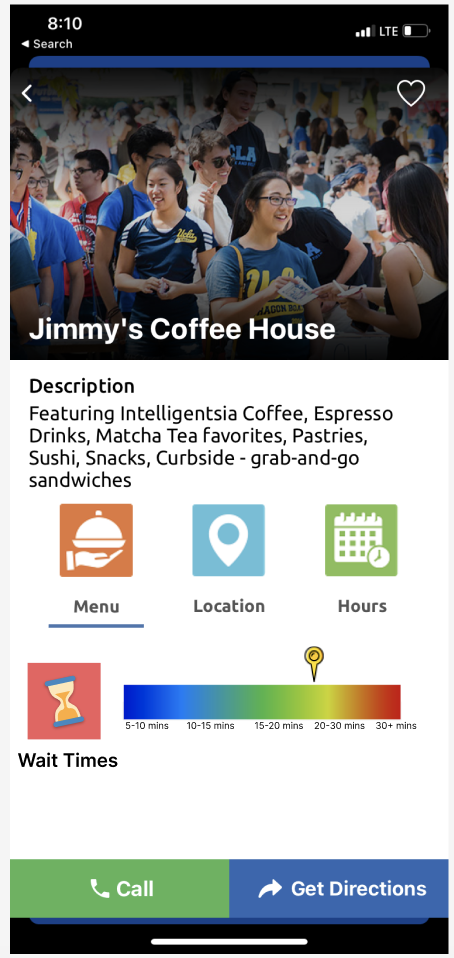 8:10
LTE
◀ Search
UCLA
Ucla
Jimmy's Coffee House
Description
Featuring Intelligentsia Coffee, Espresso
Drinks, Matcha Tea favorites, Pastries,
Sushi, Snacks, Curbside - grab-and-go
sandwiches
Menu
Location
Hours
5-10 mins
10-15 mins
15-20 mins
20-30 mins
30+ mins
Wait Times
Call
Get Directions